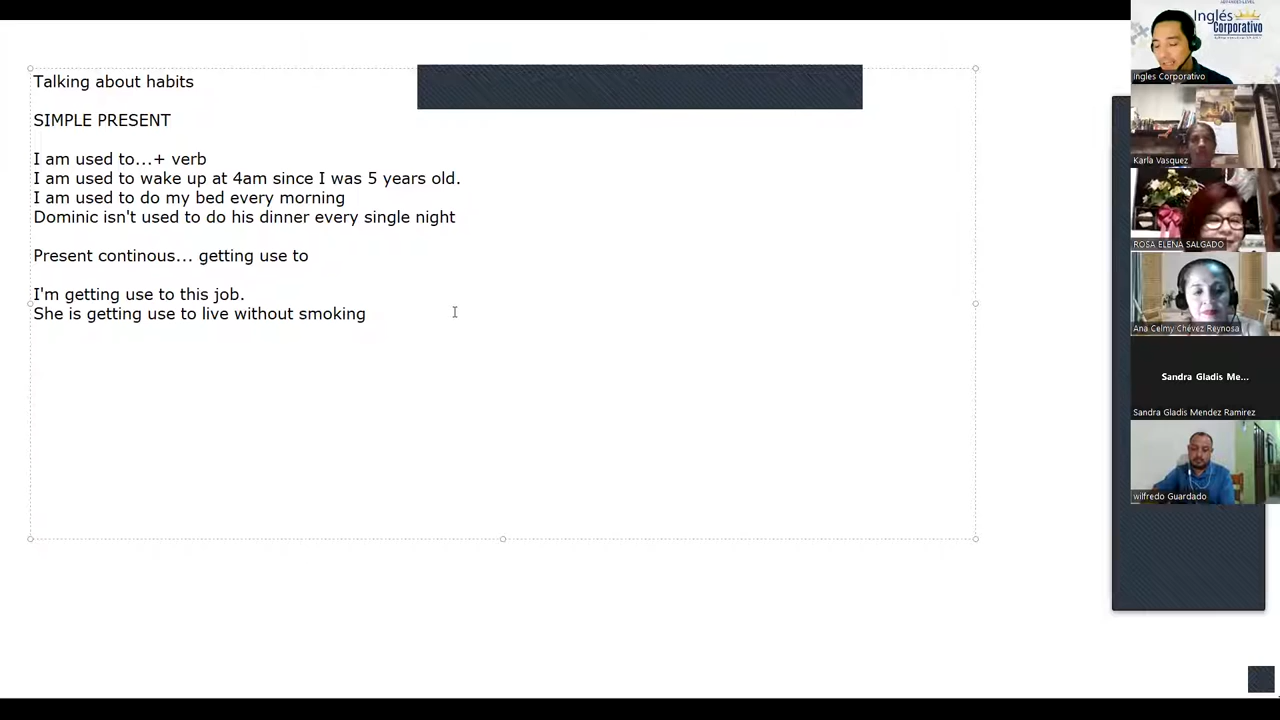 Talking about habits
SIMPLE PRESENT
I am used to...+ verb
I am used to wake up at 4am since I was 5 years old.
I am used to do my bed every morning
Dominic isn't used to do his dinner every single night
Present continous... getting use to
I'm getting use to this job.
She is getting use to live without smoking
Inglés
Corporativo
Ingles Corporativo
Karla Vasquez
ROSA ELENA SALGADO
Ana Celmy Chévez Reynosa
Sandra Gladis Me...
Sandra Gladis Mendez Ramirez
wilfredo Guardado